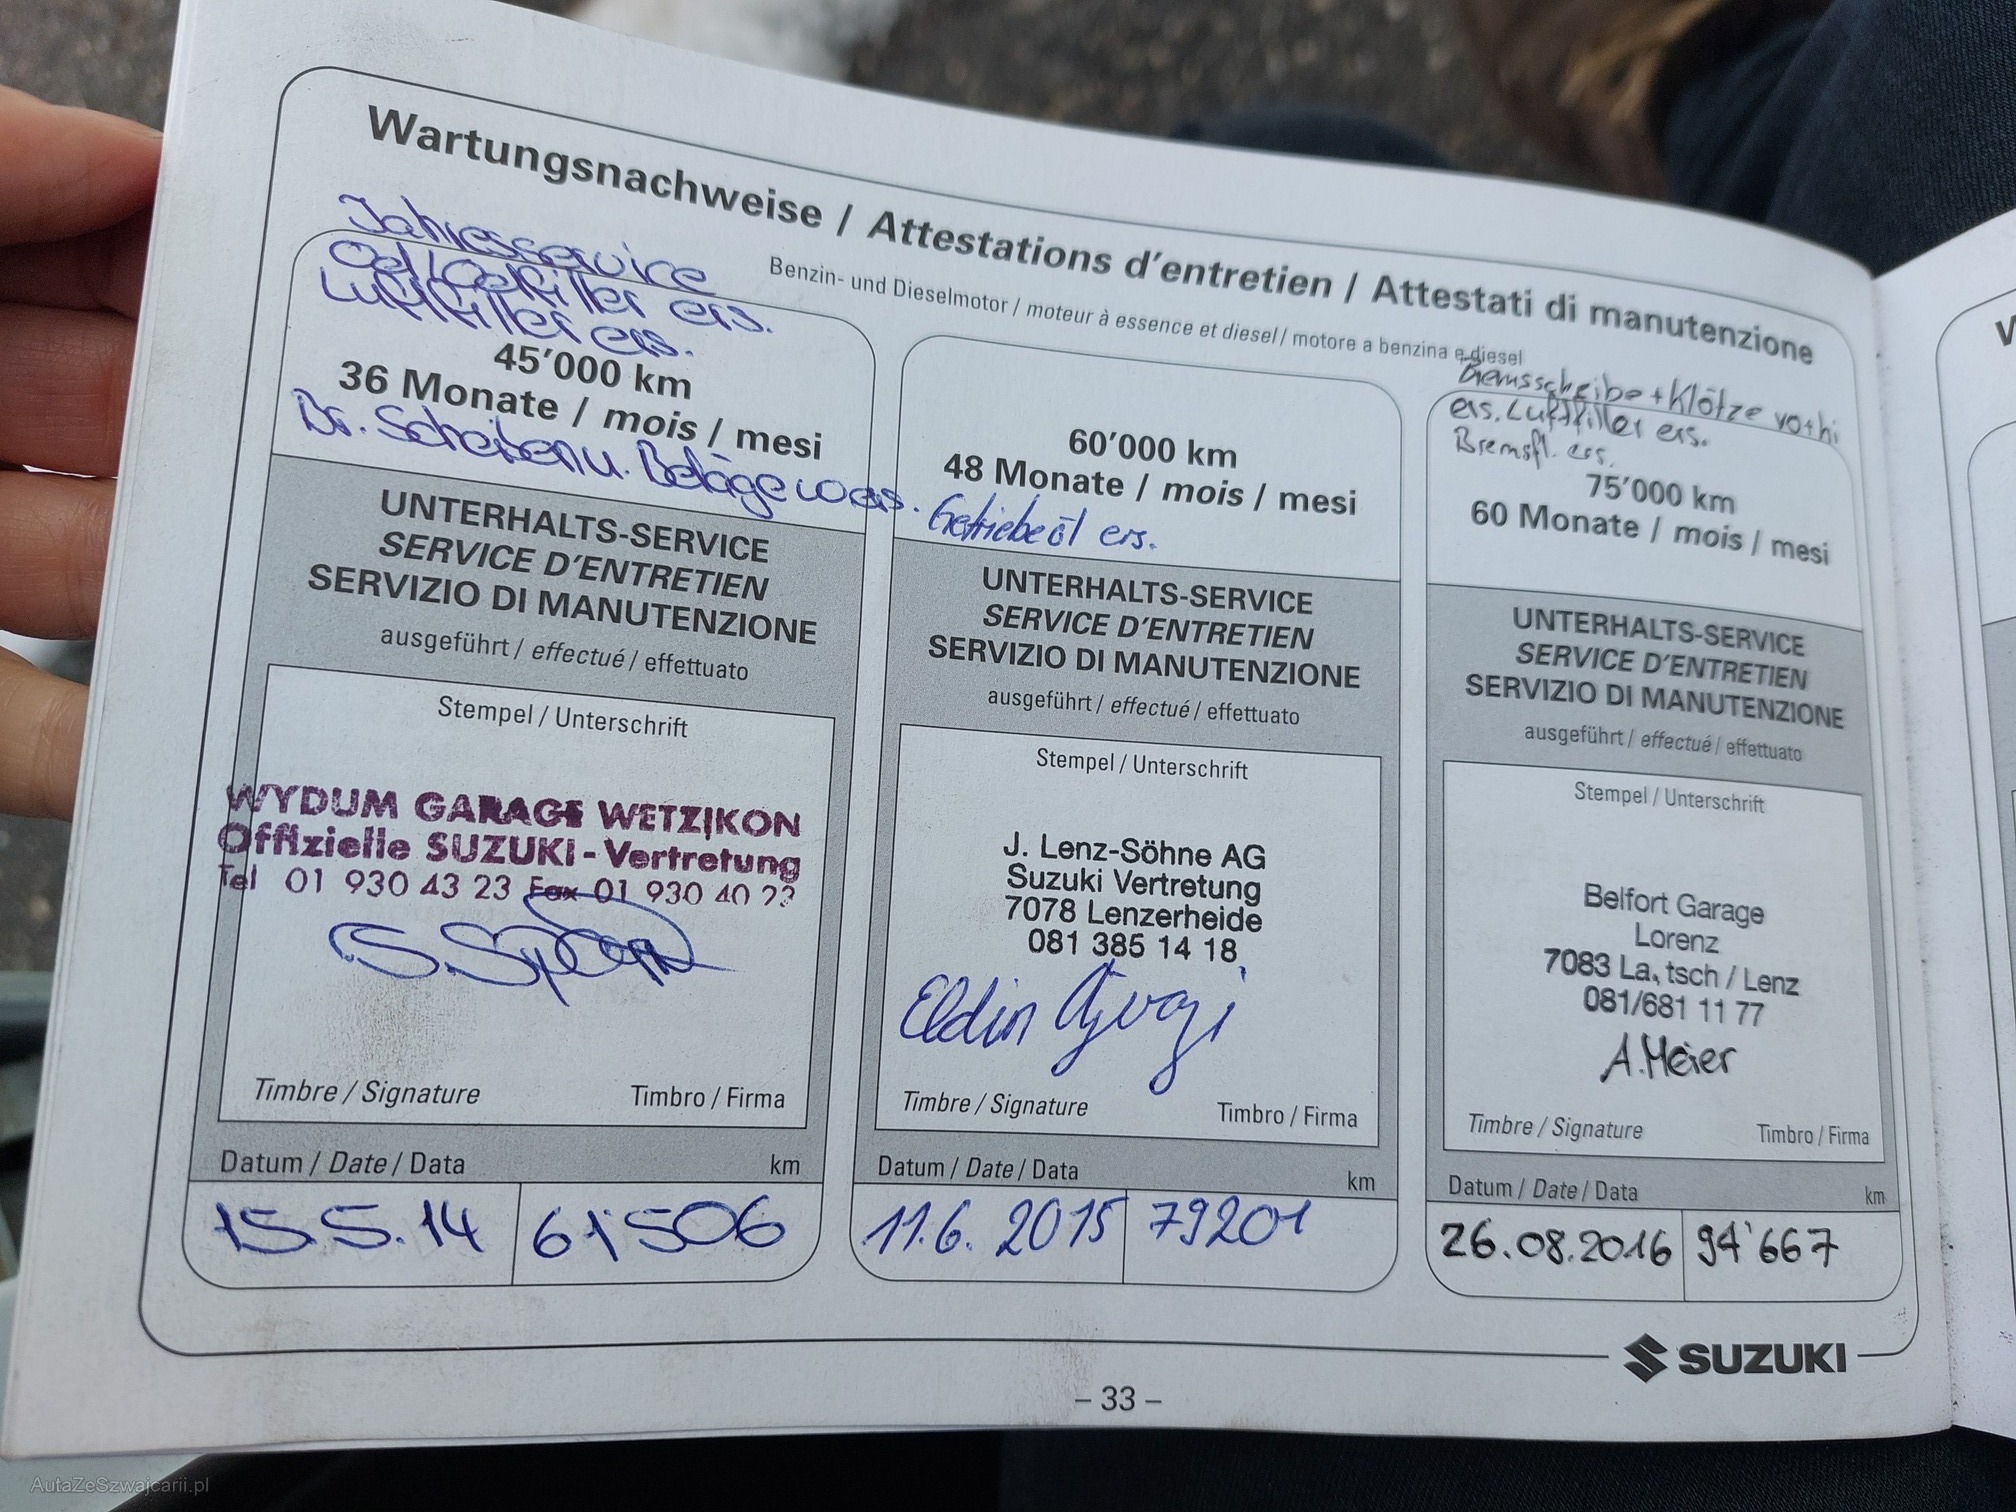 Wartungsnachweise / Attestations d'entretien / Attestati di manutenzione
Benzin- und Dieselmotor / moteur à essence et diesel / motore a benzina e diesel
Jahresservice
Oel/Oelfilter ers.
Luftfilter ers.
45'000 km
36 Monate / mois / mesi
Br. Scheiben u. Beläge
UNTERHALTS-SERVICE
SERVICE D'ENTRETIEN
SERVIZIO DI MANUTENZIONE
ausgeführt / effectué / effettuato
Stempel / Unterschrift
WYDUM GARAGE WETZIKON
Offizielle SUZUKI-Vertretung
Tel 01 930 43 23 Fax 01 930 40 23
Timbre / Signature Timbro / Firma
Datum / Date / Data km
15.5.14 61'506
60'000 km
48 Monate / mois / mesi
Getriebeöl ers.
UNTERHALTS-SERVICE
SERVICE D'ENTRETIEN
SERVIZIO DI MANUTENZIONE
ausgeführt / effectué / effettuato
Stempel / Unterschrift
J. Lenz-Söhne AG
Suzuki Vertretung
7078 Lenzerheide
081 385 14 18
Eldin
Timbre / Signature Timbro / Firma
Datum / Date / Data km
11.6. 2015 79201
Bremsscheibe + Klötze vo+hi
ers. Luftfilter ers.
Bremsfl. ers.
75'000 km
60 Monate / mois / mesi
UNTERHALTS-SERVICE
SERVICE D'ENTRETIEN
SERVIZIO DI MANUTENZIONE
ausgeführt / effectué / effettuato
Stempel / Unterschrift
Belfort Garage
Lorenz
7083 La, tsch / Lenz
081/681 11 77
A. Meier
Timbre / Signature Timbro / Firma
Datum / Date / Data km
26.08.2016 94'667
SUZUKI
– 33 –
AutaZeSzwajcarii.pl